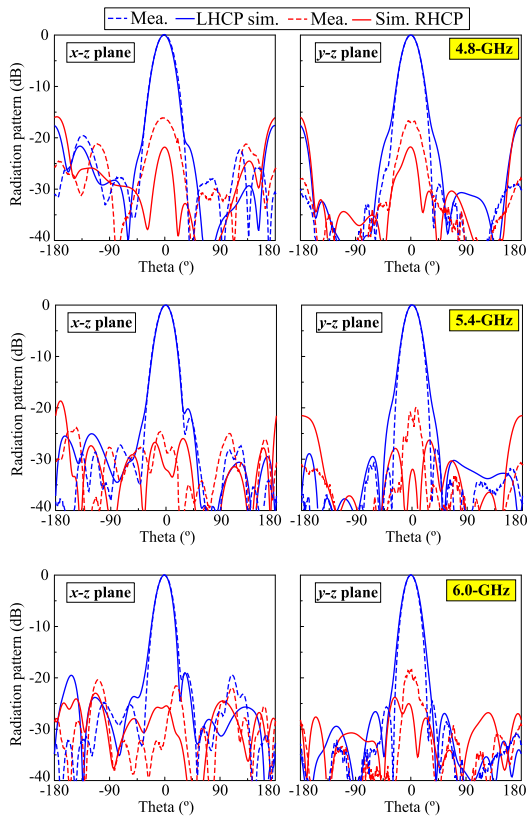 Mea. LHCP sim. Mea. Sim. RHCP
Radiation pattern (dB)
0
-10
-20
-30
-40
x-z plane
-180 -90 0 90 180
Theta (º)
y-z plane
4.8-GHz
-180 -90 0 90 180
Theta (º)
Radiation pattern (dB)
0
-10
-20
-30
-40
x-z plane
-180 -90 0 90 180
Theta (º)
y-z plane
5.4-GHz
-180 -90 0 90 180
Theta (º)
Radiation pattern (dB)
0
-10
-20
-30
-40
x-z plane
-180 -90 0 90 180
Theta (º)
y-z plane
6.0-GHz
-180 -90 0 90 180
Theta (º)